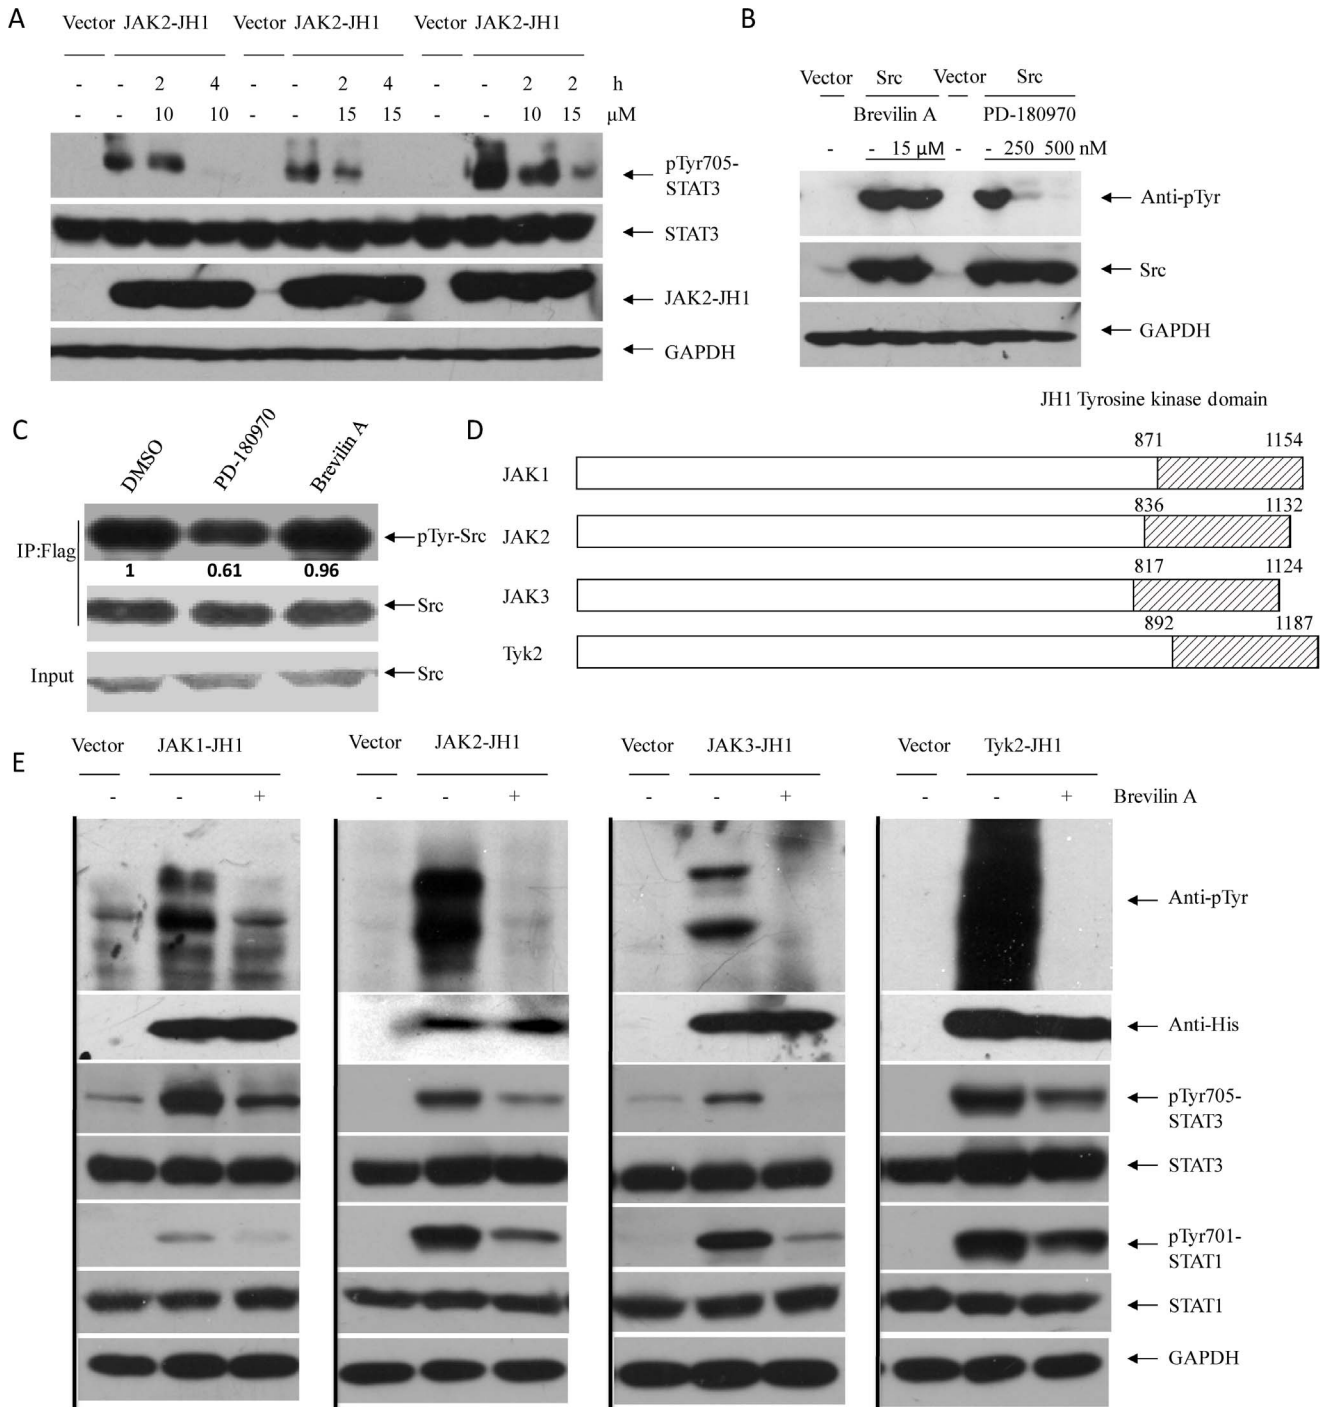 A
Vector JAK2-JH1 Vector JAK2-JH1 Vector JAK2-JH1
- - 2 4 - - 2 4 - - 2 2 h
- - 10 10 - - 15 15 - - 10 15 μM
pTyr705-
STAT3
STAT3
JAK2-JH1
GAPDH
B
Vector Src Vector Src
Brevilin A PD-180970
- - 15 μM - - 250 500 nM
Anti-pTyr
Src
GAPDH
C
DMSO
PD-180970
Brevilin A
IP:Flag
pTyr-Src
1 0.61 0.96
Src
Input
Src
D
JH1 Tyrosine kinase domain
871 1154
JAK1
836 1132
JAK2
817 1124
JAK3
892 1187
Tyk2
E
Vector JAK1-JH1 Vector JAK2-JH1 Vector JAK3-JH1 Vector Tyk2-JH1
- - + - - + - - + - - + Brevilin A
Anti-pTyr
Anti-His
pTyr705-
STAT3
STAT3
pTyr701-
STAT1
STAT1
GAPDH